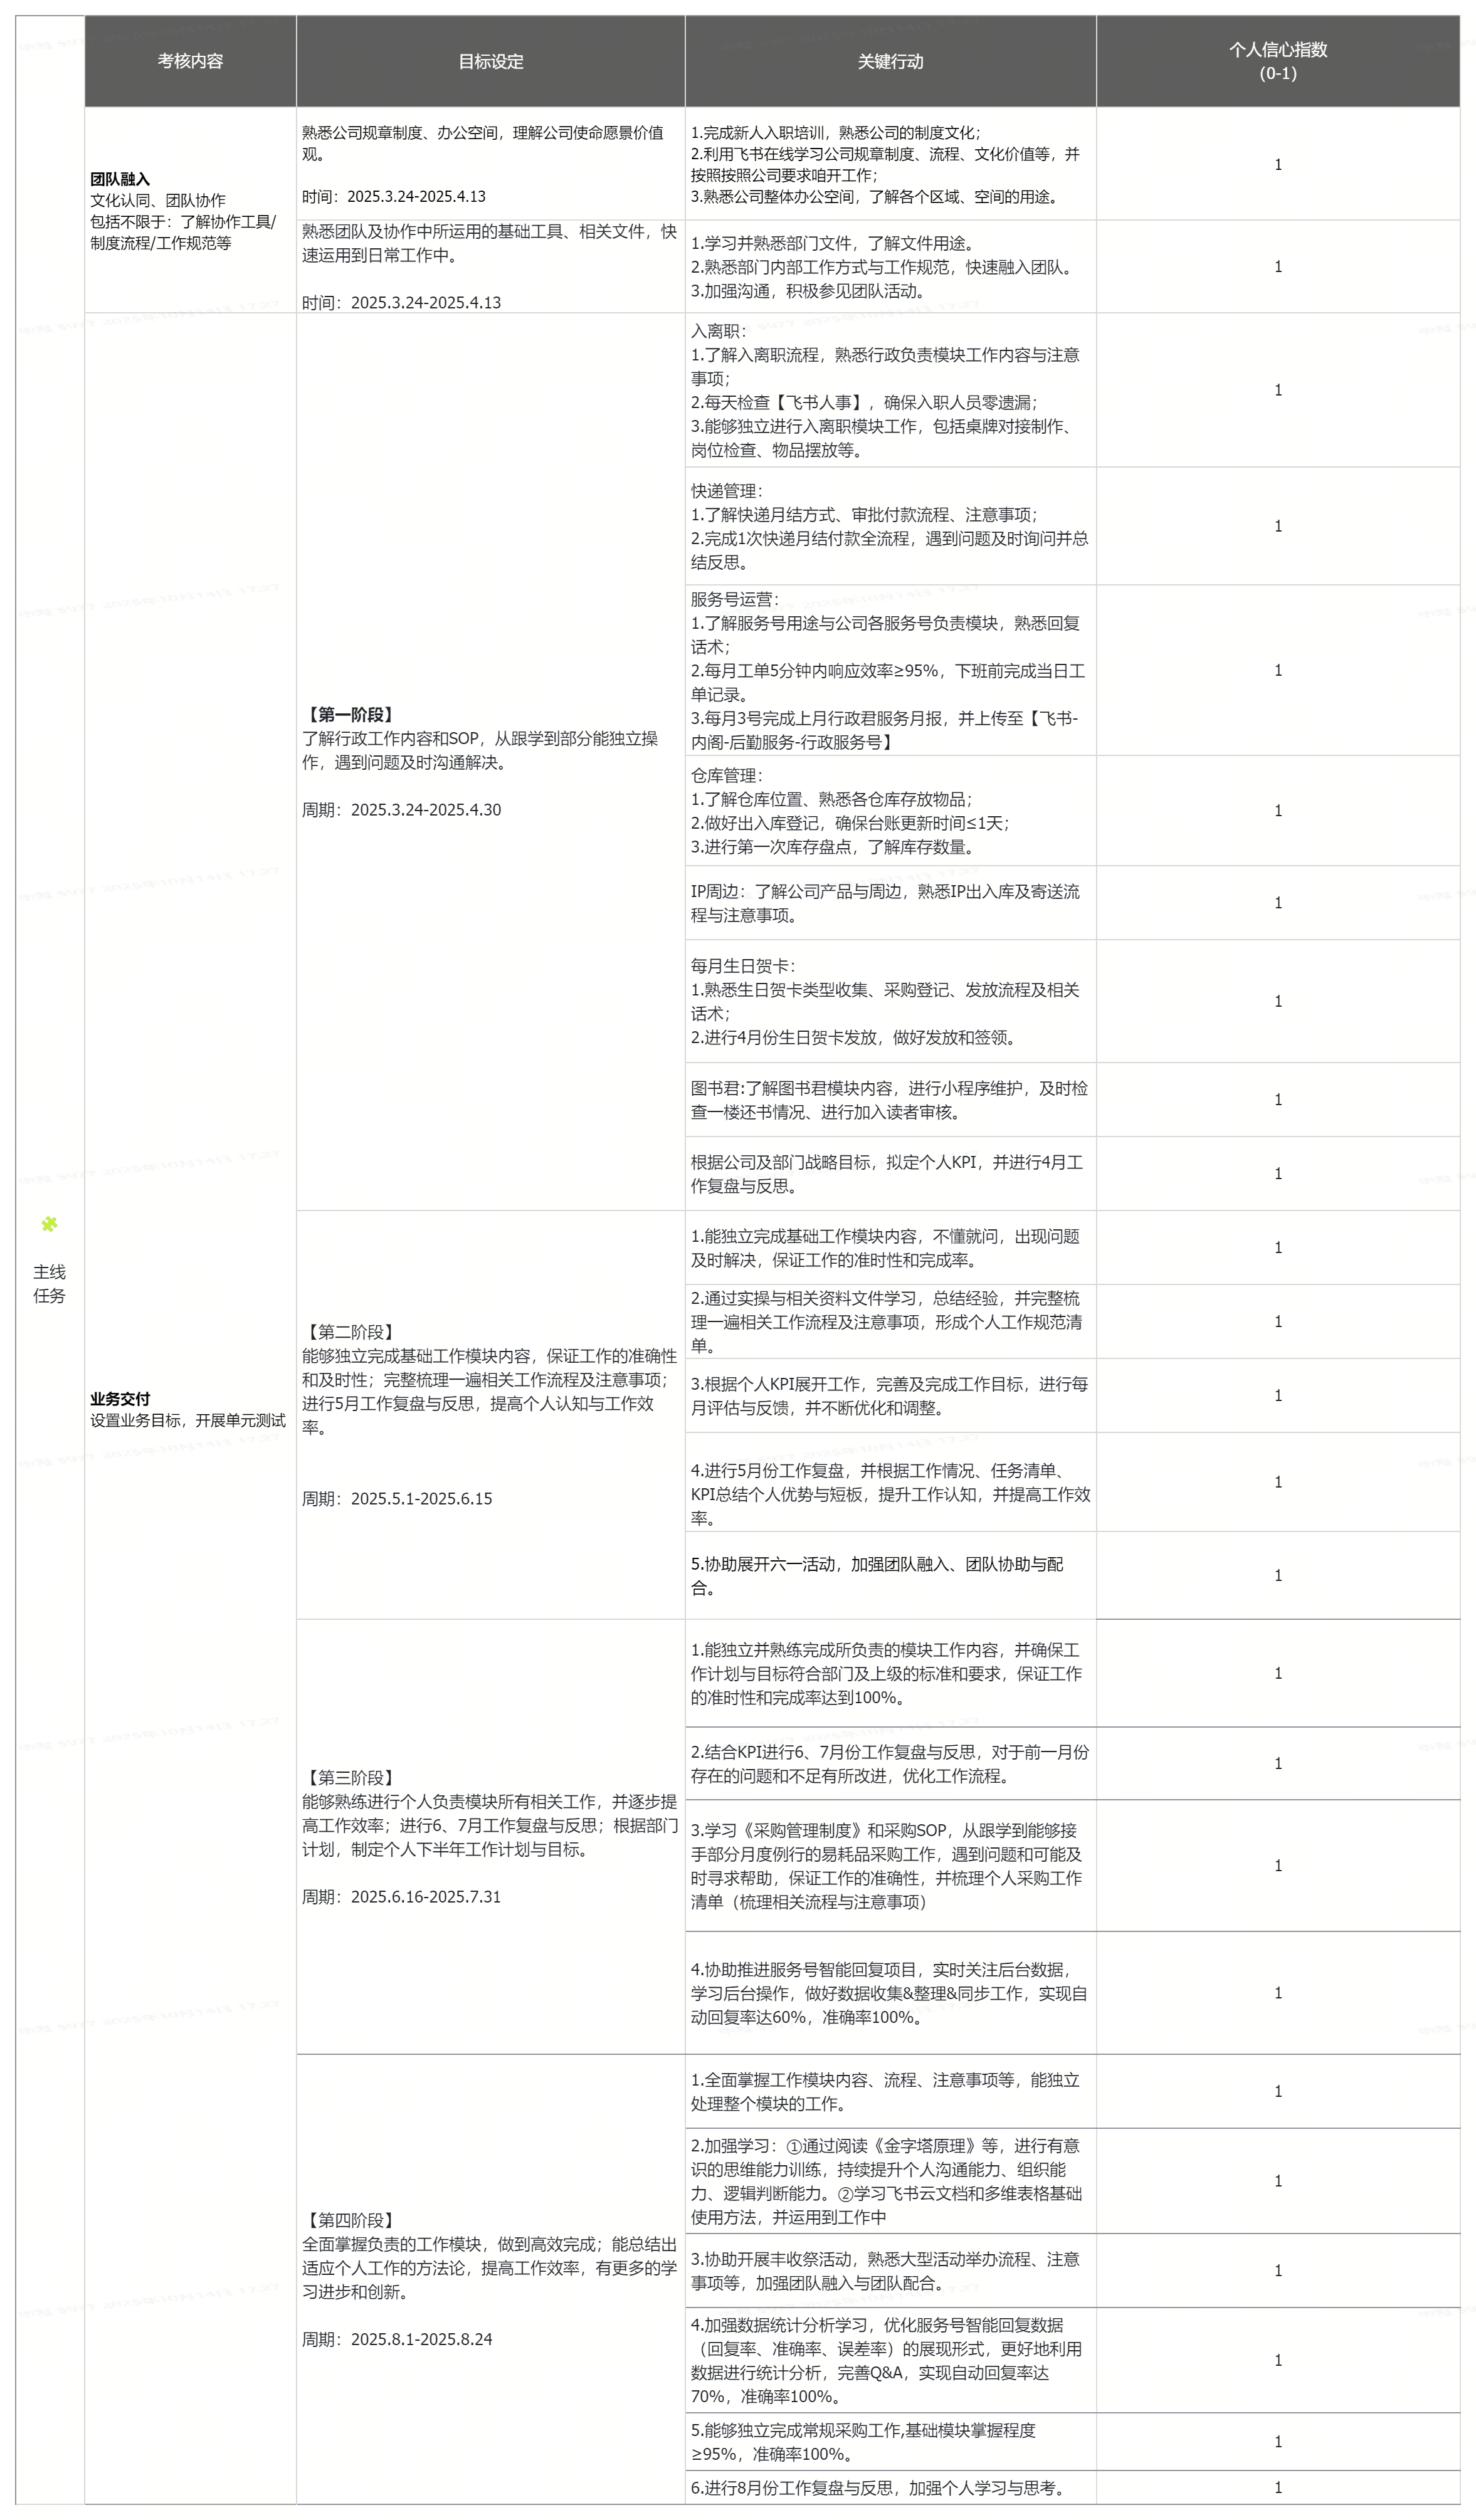 考核内容
目标设定
关键行动
个人信心指数
（0-1）
主线
任务
团队融入
文化认同、团队协作
包括不限于：了解协作工具/
制度流程/工作规范等
熟悉公司规章制度、办公空间，理解公司使命愿景价值
观。
时间：2025.3.24-2025.4.13
1.完成新人入职培训，熟悉公司的制度文化；
2.利用飞书在线学习公司规章制度、流程、文化价值等，并
按照按照公司要求咱开工作；
3.熟悉公司整体办公空间，了解各个区域、空间的用途。
1
熟悉团队及协作中所运用的基础工具、相关文件，快
速运用到日常工作中。
时间：2025.3.24-2025.4.13
1.学习并熟悉部门文件，了解文件用途。
2.熟悉部门内部工作方式与工作规范，快速融入团队。
3.加强沟通，积极参见团队活动。
1
业务交付
设置业务目标，开展单元测试
【第一阶段】
了解行政工作内容和SOP，从跟学到部分能独立操
作，遇到问题及时沟通解决。
周期：2025.3.24-2025.4.30
入离职：
1.了解入离职流程，熟悉行政负责模块工作内容与注意
事项；
2.每天检查【飞书人事】，确保入职人员零遗漏；
3.能够独立进行入离职模块工作，包括桌牌对接制作、
岗位检查、物品摆放等。
1
快递管理：
1.了解快递月结方式、审批付款流程、注意事项；
2.完成1次快递月结付款全流程，遇到问题及时询问并总
结反思。
1
服务号运营：
1.了解服务号用途与公司各服务号负责模块，熟悉回复
话术；
2.每月工单5分钟内响应效率≥95%，下班前完成当日工
单记录。
3.每月3号完成上月行政君服务月报，并上传至【飞书-
内阁-后勤服务-行政服务号】
1
仓库管理：
1.了解仓库位置、熟悉各仓库存放物品；
2.做好出入库登记，确保台账更新时间≤1天；
3.进行第一次库存盘点，了解库存数量。
1
IP周边：了解公司产品与周边，熟悉IP出入库及寄送流
程与注意事项。
1
每月生日贺卡：
1.熟悉生日贺卡类型收集、采购登记、发放流程及相关
话术；
2.进行4月份生日贺卡发放，做好发放和签领。
1
图书君:了解图书君模块内容，进行小程序维护，及时检
查一楼还书情况、进行加入读者审核。
1
根据公司及部门战略目标，拟定个人KPI，并进行4月工
作复盘与反思。
1
【第二阶段】
能够独立完成基础工作模块内容，保证工作的准确性
和及时性；完整梳理一遍相关工作流程及注意事项；
进行5月工作复盘与反思，提高个人认知与工作效
率。
周期：2025.5.1-2025.6.15
1.能独立完成基础工作模块内容，不懂就问，出现问题
及时解决，保证工作的准时性和完成率。
1
2.通过实操与相关资料文件学习，总结经验，并完整梳
理一遍相关工作流程及注意事项，形成个人工作规范清
单。
1
3.根据个人KPI展开工作，完善及完成工作目标，进行每
月评估与反馈，并不断优化和调整。
1
4.进行5月份工作复盘，并根据工作情况、任务清单、
KPI总结个人优势与短板，提升工作认知，并提高工作效
率。
1
5.协助展开六一活动，加强团队融入、团队协助与配
合。
1
【第三阶段】
能够熟练进行个人负责模块所有相关工作，并逐步提
高工作效率；进行6、7月工作复盘与反思；根据部门
计划，制定个人下半年工作计划与目标。
周期：2025.6.16-2025.7.31
1.能独立并熟练完成所负责的模块工作内容，并确保工
作计划与目标符合部门及上级的标准和要求，保证工作
的准时性和完成率达到100%。
1
2.结合KPI进行6、7月份工作复盘与反思，对于前一月份
存在的问题和不足有所改进，优化工作流程。
1
3.学习《采购管理制度》和采购SOP，从跟学到能够接
手部分月度例行的易耗品采购工作，遇到问题和可能及
时寻求帮助，保证工作的准确性，并梳理个人采购工作
清单（梳理相关流程与注意事项）
1
4.协助推进服务号智能回复项目，实时关注后台数据，
学习后台操作，做好数据收集&整理&同步工作，实现自
动回复率达60%，准确率100%。
1
【第四阶段】
全面掌握负责的工作模块，做到高效完成；能总结出
适应个人工作的方法论，提高工作效率，有更多的学
习进步和创新。
周期：2025.8.1-2025.8.24
1.全面掌握工作模块内容、流程、注意事项等，能独立
处理整个模块的工作。
1
2.加强学习：①通过阅读《金字塔原理》等，进行有意
识的思维能力训练，持续提升个人沟通能力、组织能
力、逻辑判断能力。②学习飞书云文档和多维表格基础
使用方法，并运用到工作中
1
3.协助开展丰收祭活动，熟悉大型活动举办流程、注意
事项等，加强团队融入与团队配合。
1
4.加强数据统计分析学习，优化服务号智能回复数据
（回复率、准确率、误差率）的展现形式，更好地利用
数据进行统计分析，完善Q&A，实现自动回复率达
70%，准确率100%。
1
5.能够独立完成常规采购工作,基础模块掌握程度
≥95%，准确率100%。
1
6.进行8月份工作复盘与反思，加强个人学习与思考。
1